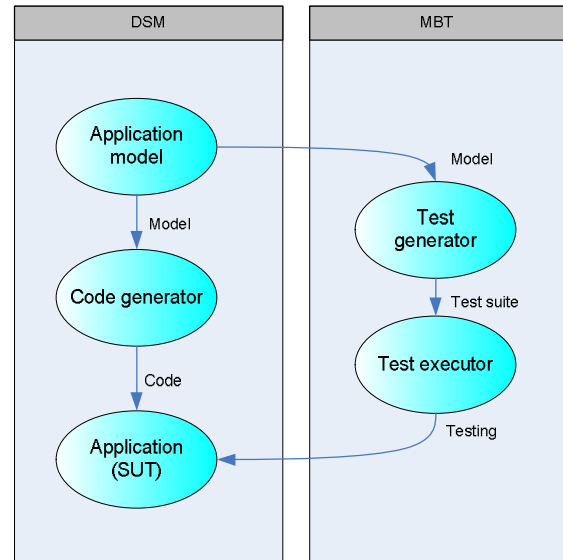 DSM
MBT
Application
model
Model
Model
Test
generator
Code generator
Test suite
Test executor
Code
Application
(SUT)
Testing